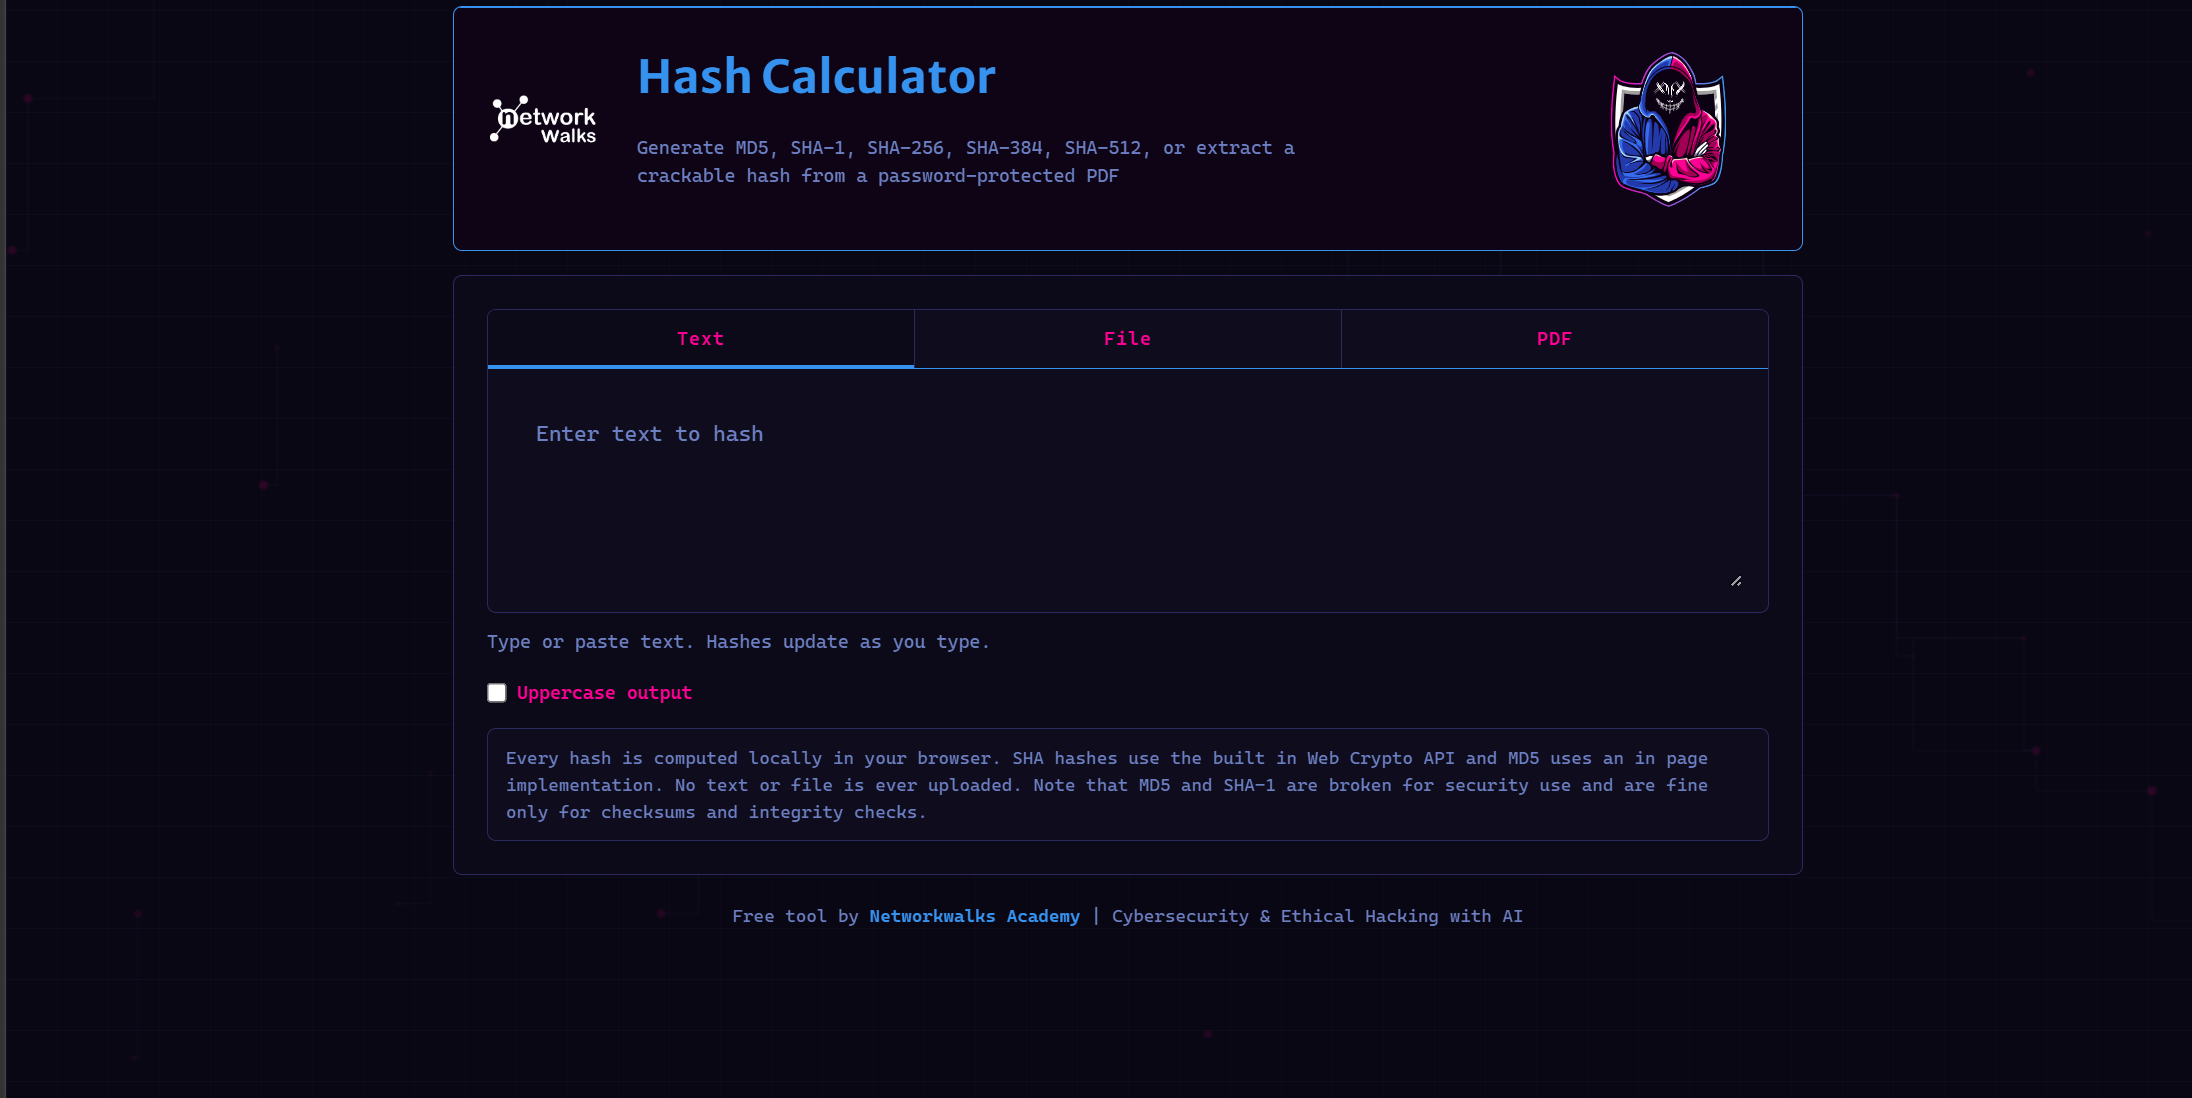 network
Walks
Hash Calculator
Generate MD5, SHA-1, SHA-256, SHA-384, SHA-512, or extract a
crackable hash from a password-protected PDF
Text
File
PDF
Enter text to hash
Type or paste text. Hashes update as you type.
Uppercase output
Every hash is computed locally in your browser. SHA hashes use the built in Web Crypto API and MD5 uses an in page
implementation. No text or file is ever uploaded. Note that MD5 and SHA-1 are broken for security use and are fine
only for checksums and integrity checks.
Free tool by Networkwalks Academy | Cybersecurity & Ethical Hacking with AI